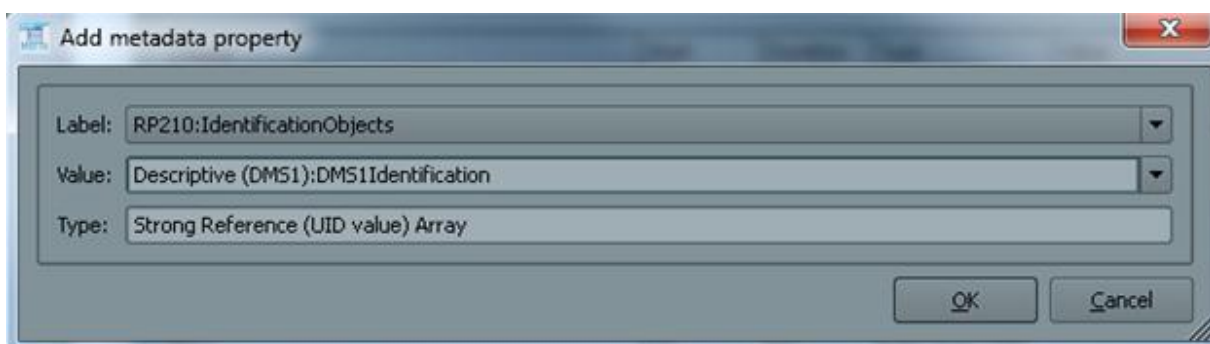 Add metadata property
Label: RP210:IdentificationObjects
Value: Descriptive (DMS1):DMS1Identification
Type: Strong Reference (UID value) Array
OK Cancel